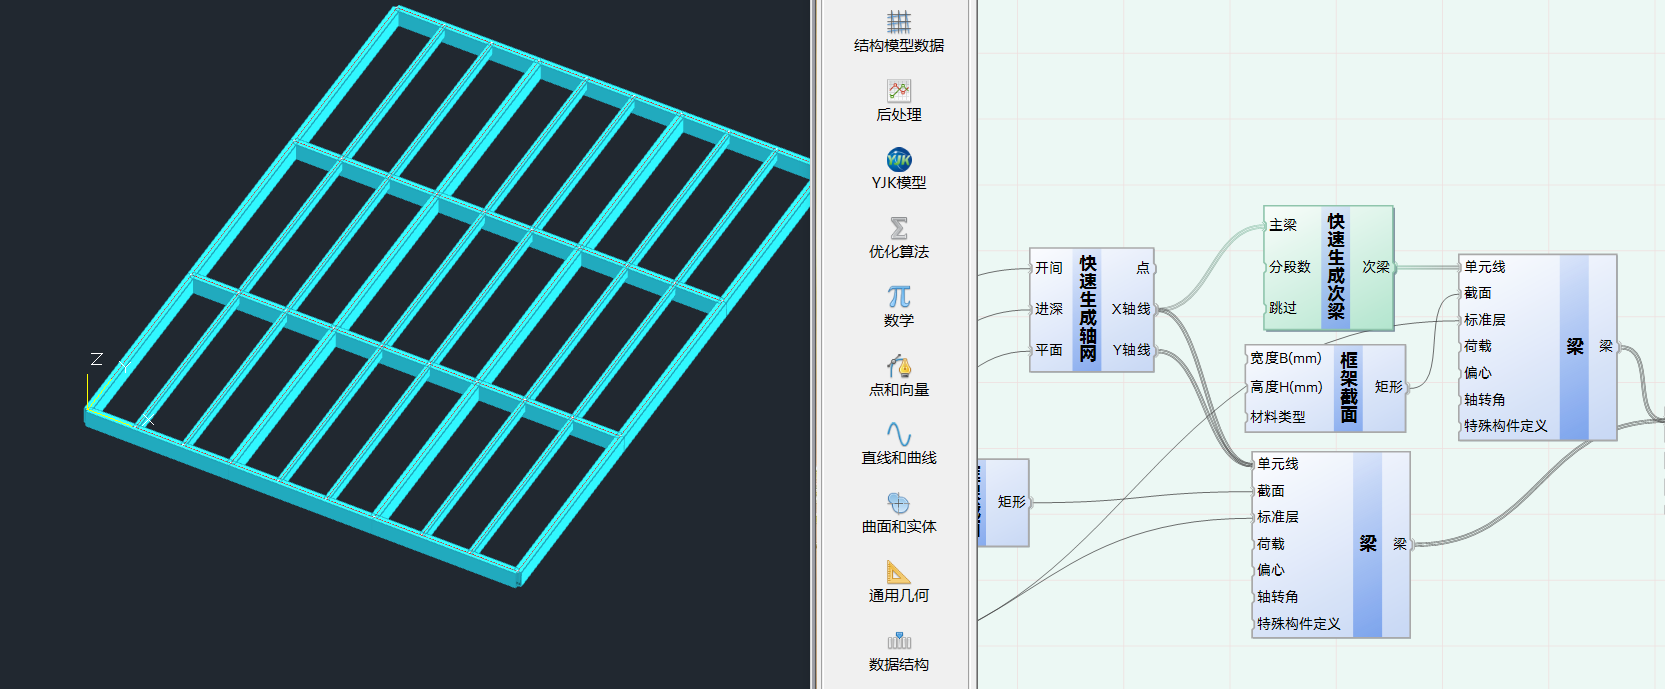 Z
结构模型数据
后处理
YJK
YJK模型
Σ
优化算法
π
数学
点和向量
直线和曲线
曲面和实体
通用几何
数据结构
开间
进深
平面
快速生成轴网
点
X轴线
Y轴线
主梁
分段数
跳过
快速生成次梁
次梁
宽度B(mm)
高度H(mm)
材料类型
框架截面
矩形
单元线
截面
标准层
荷载
偏心
轴转角
特殊构件定义
梁
梁
矩形
单元线
截面
标准层
荷载
偏心
轴转角
特殊构件定义
梁
梁